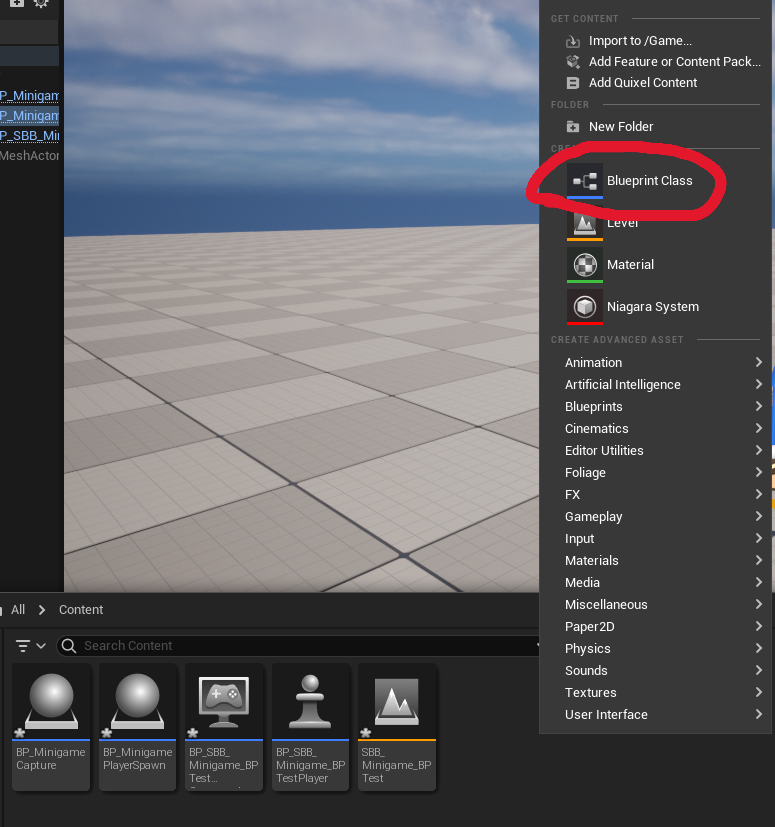 GET CONTENT
Import to /Game...
Add Feature or Content Pack...
Add Quixel Content
FOLDER
New Folder
Blueprint Class
Level
Material
Niagara System
CREATE ADVANCED ASSET
Animation
Artificial Intelligence
Blueprints
Cinematics
Editor Utilities
Foliage
FX
Gameplay
Input
Materials
Media
Miscellaneous
Paper2D
Physics
Sounds
Textures
User Interface
P_Minigam
P_Minigam
P_SBB_Mi
MeshActor
All
Content
Search Content
BP_Minigame
Capture
BP_Minigame
PlayerSpawn
BP_SBB_
Minigame_BP
Test...
BP_SBB_
Minigame_BP
TestPlayer
SBB_
Minigame_BP
Test